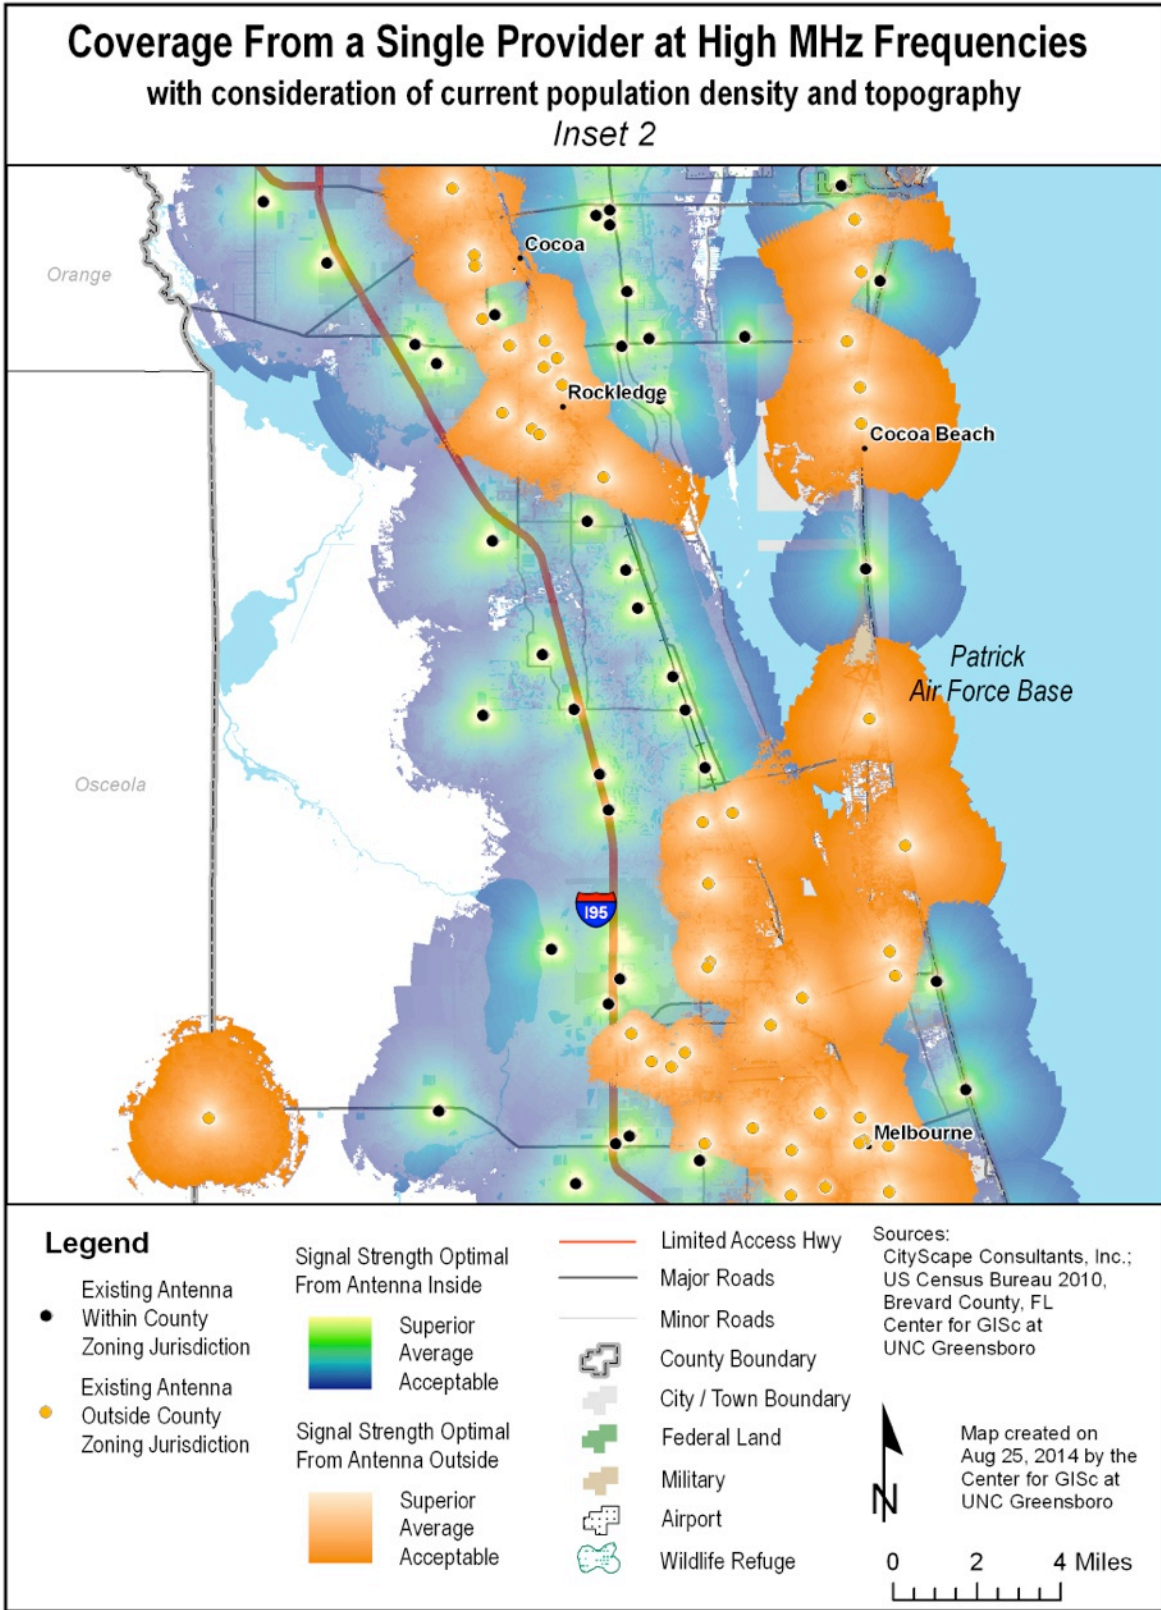 Coverage From a Single Provider at High MHz Frequencies
with consideration of current population density and topography
Inset 2
Orange
Cocoa
Rockledge
Cocoa Beach
Patrick
Air Force Base
Osceola
I95
Melbourne
Legend
Existing Antenna
Within County
Zoning Jurisdiction
Existing Antenna
Outside County
Zoning Jurisdiction
Signal Strength Optimal
From Antenna Inside
Superior
Average
Acceptable
Signal Strength Optimal
From Antenna Outside
Superior
Average
Acceptable
Limited Access Hwy
Major Roads
Minor Roads
County Boundary
City / Town Boundary
Federal Land
Military
Airport
Wildlife Refuge
Sources:
CityScape Consultants, Inc.;
US Census Bureau 2010,
Brevard County, FL
Center for GISc at
UNC Greensboro
N
Map created on
Aug 25, 2014 by the
Center for GISc at
UNC Greensboro
0 2 4 Miles